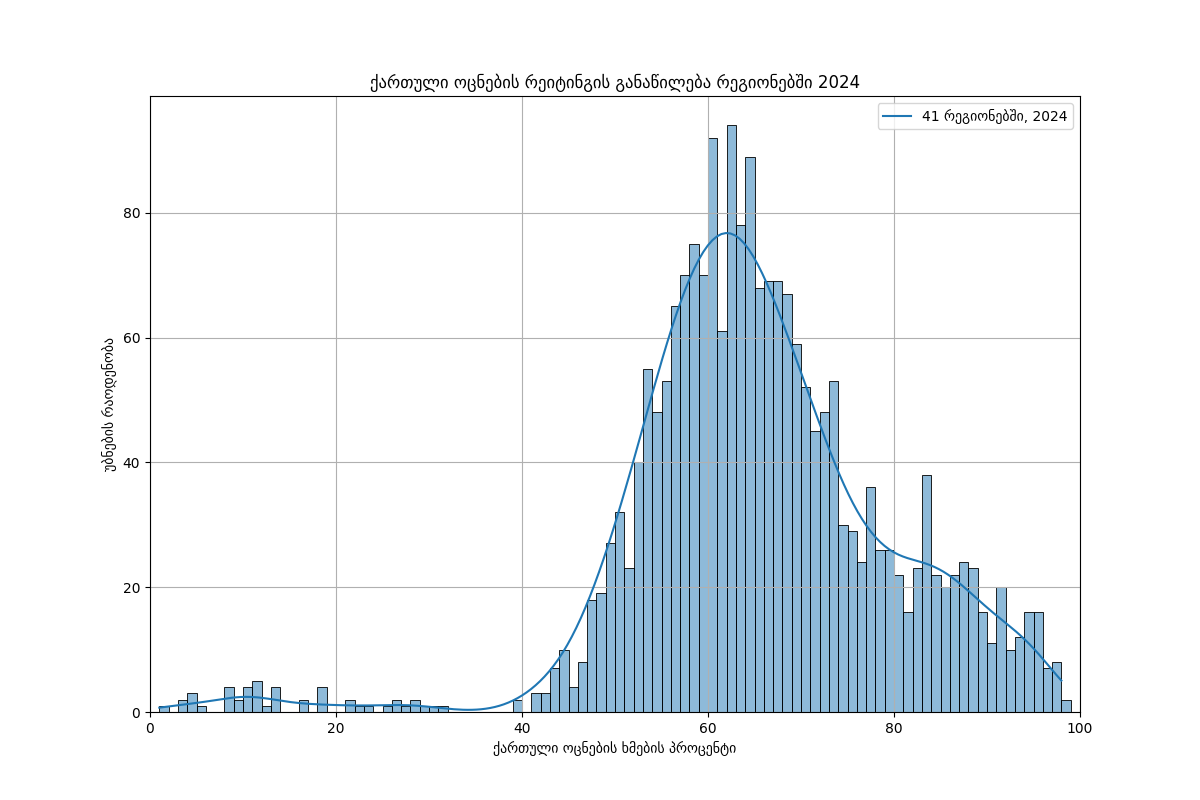 ქართული ოცნების რეიტინგის განაწილება რეგიონებში 2024
41 რეგიონებში, 2024
უბნების რაოდენობა
80
60
40
20
0
0 20 40 60 80 100
ქართული ოცნების ხმების პროცენტი